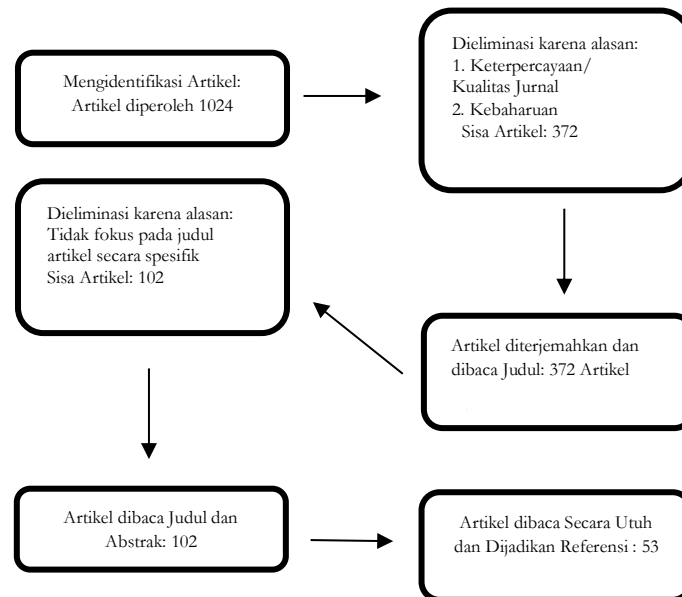 Mengidentifikasi Artikel:
Artikel diperoleh 1024
Dieliminasi karena alasan:
1. Keterpercayaan/
Kualitas Jurnal
2. Kebaharuan
Sisa Artikel: 372
Artikel diterjemahkan dan
dibaca Judul: 372 Artikel
Dieliminasi karena alasan:
Tidak fokus pada judul
artikel secara spesifik
Sisa Artikel: 102
Artikel dibaca Judul dan
Abstrak: 102
Artikel dibaca Secara Utuh
dan Dijadikan Referensi : 53